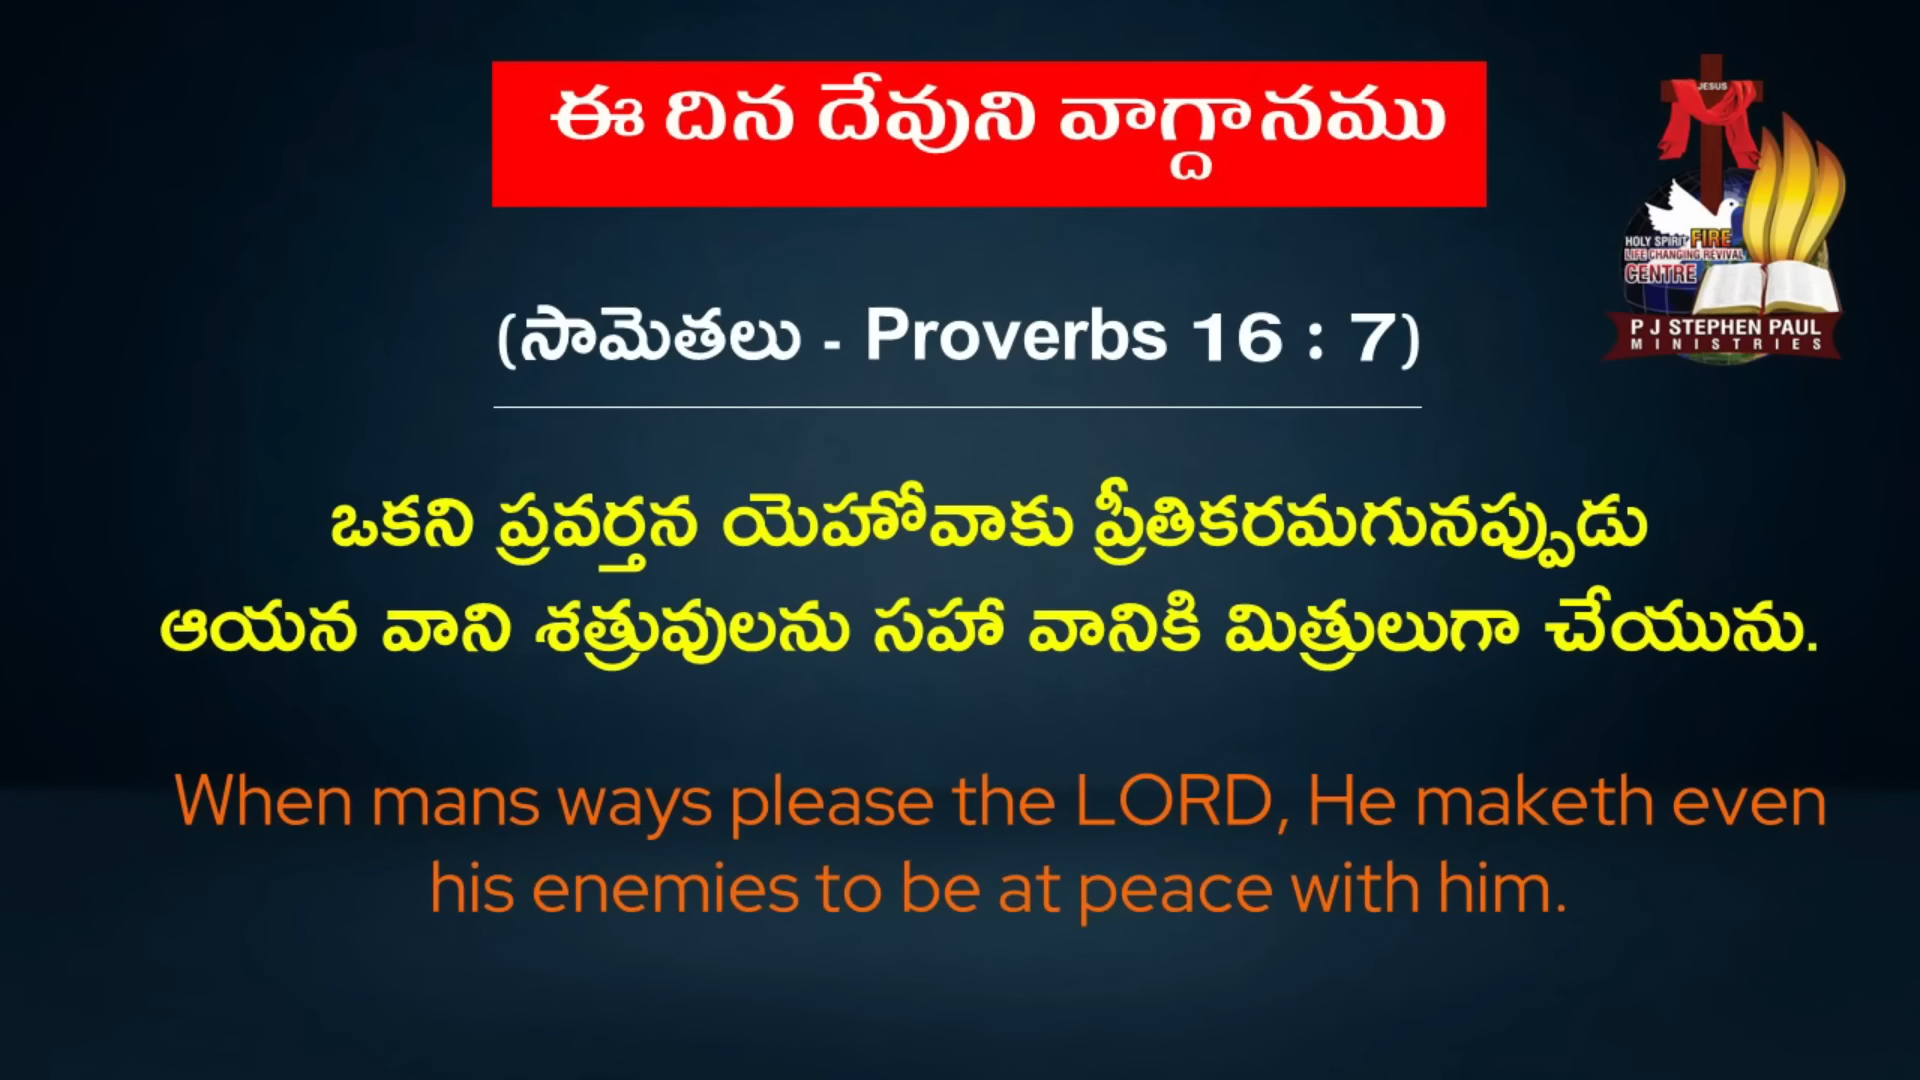 ఈ దిన దేవుని వాగ్దానము
JESUS
HOLY SPIRIT FIRE
LIFE CHANGING REVIVAL
CENTRE
P J STEPHEN PAUL
MINISTRIES
(సామెతలు - Proverbs 16 : 7)
ఒకని ప్రవర్తన యెహోవాకు ప్రీతికరమగునప్పుడు
ఆయన వాని శత్రువులను సహా వానికి మిత్రులుగా చేయును.
When mans ways please the LORD, He maketh even
his enemies to be at peace with him.